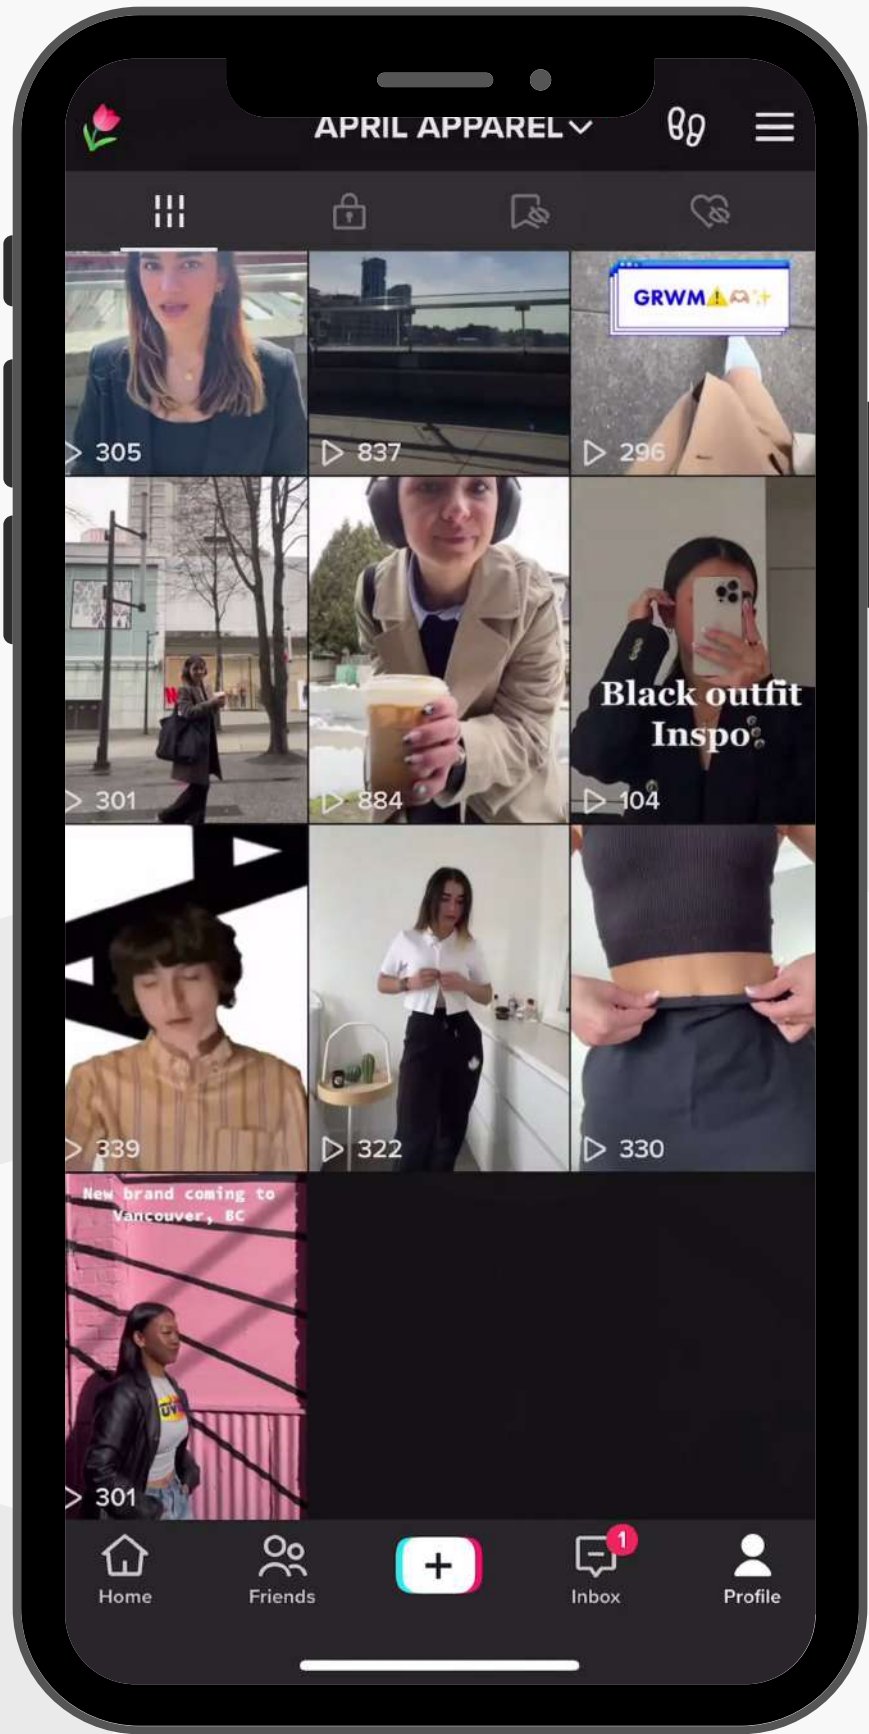 APRIL APPAREL
GRWM⚠️🫶🏼✨
305
837
296
Black outfit
Inspo
301
884
104
339
322
330
New brand coming to
Vancouver, BC
301
1
Home
Friends
Inbox
Profile